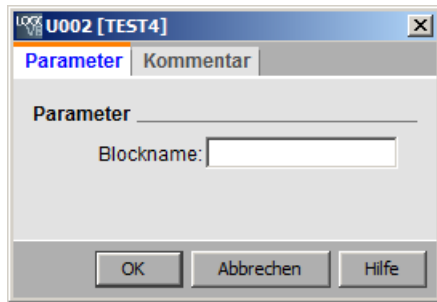 U002 [TEST4]
Parameter Kommentar
Parameter
Blockname:
OK Abbrechen Hilfe